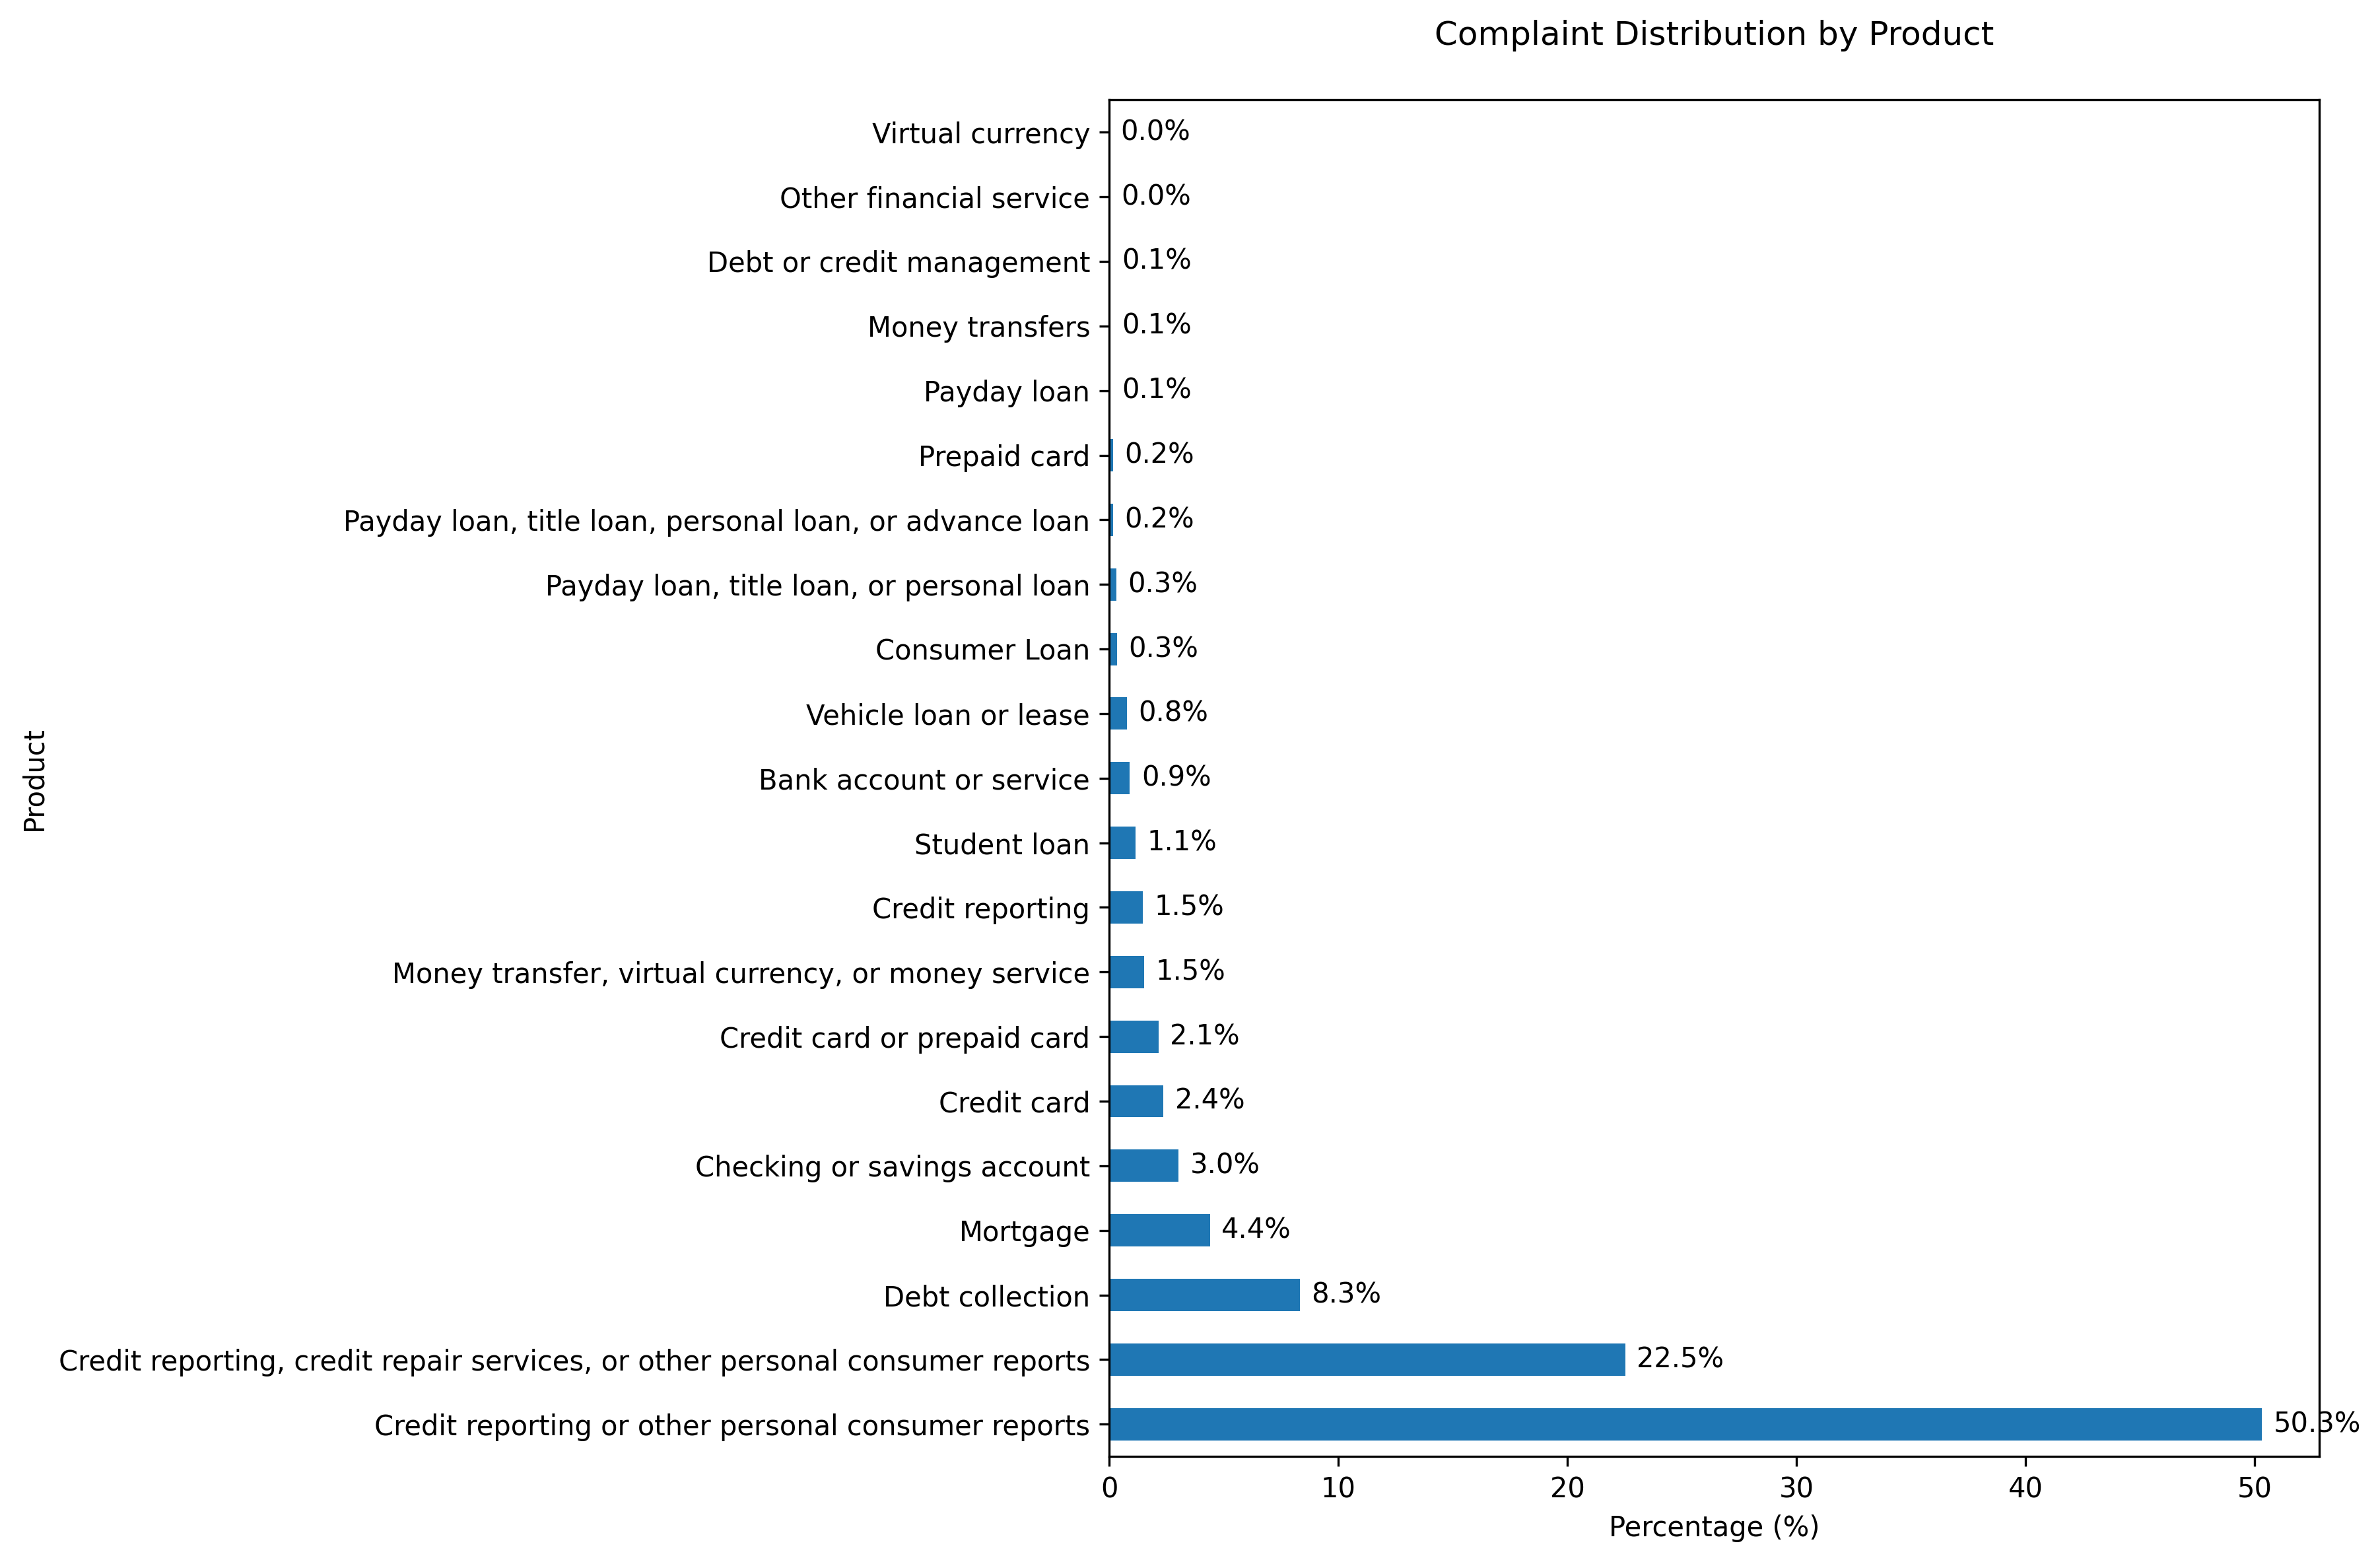 Complaint Distribution by Product
Virtual currency 0.0%
Other financial service 0.0%
Debt or credit management 0.1%
Money transfers 0.1%
Payday loan 0.1%
Prepaid card 0.2%
Payday loan, title loan, personal loan, or advance loan 0.2%
Payday loan, title loan, or personal loan 0.3%
Consumer Loan 0.3%
Vehicle loan or lease 0.8%
Bank account or service 0.9%
Student loan 1.1%
Credit reporting 1.5%
Money transfer, virtual currency, or money service 1.5%
Credit card or prepaid card 2.1%
Credit card 2.4%
Checking or savings account 3.0%
Mortgage 4.4%
Debt collection 8.3%
Credit reporting, credit repair services, or other personal consumer reports 22.5%
Credit reporting or other personal consumer reports 50.3%
0 10 20 30 40 50
Percentage (%)
Product